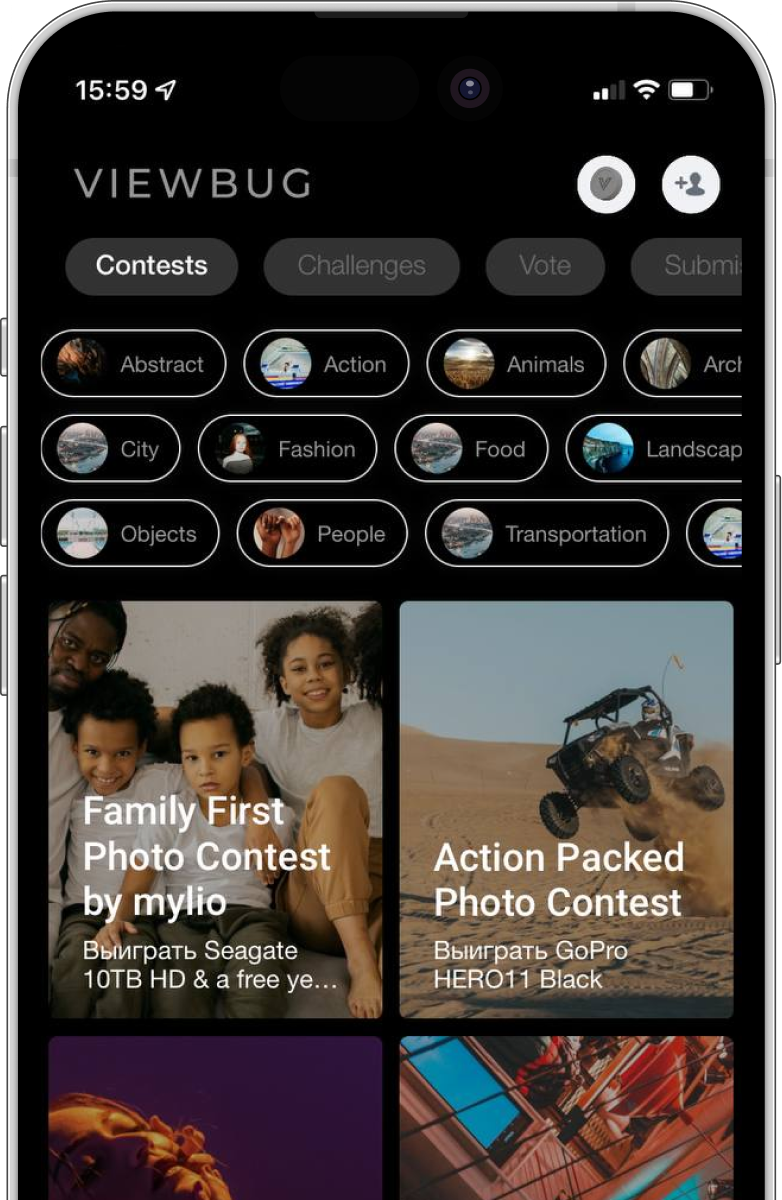 15:59
VIEWBUG
Contests Challenges Vote Submis
Abstract Action Animals Arch
City Fashion Food Landscap
Objects People Transportation
Family First
Photo Contest
by mylio
Выиграть Seagate
10TB HD & a free ye...
Action Packed
Photo Contest
Выиграть GoPro
HERO11 Black